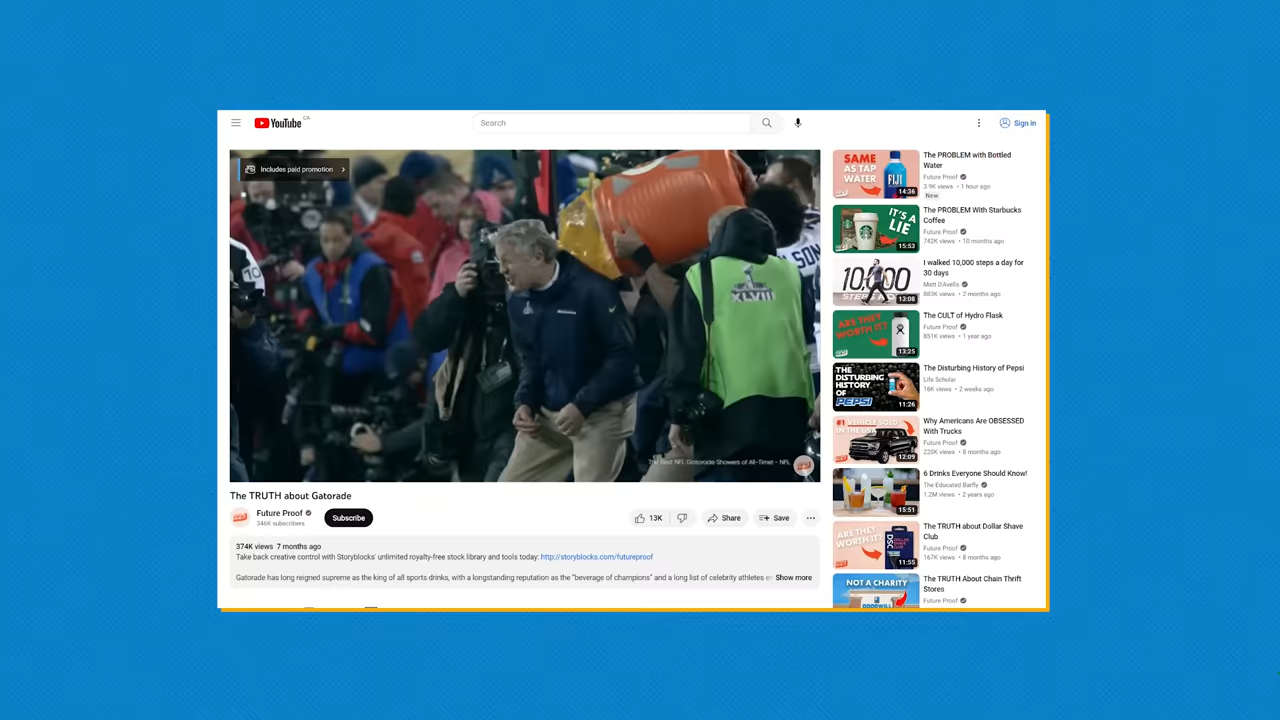 YouTube CA
Search
Sign in
Includes paid promotion
10
SON
XLVIII
The Best NFL Gatorade Showers of All-Time! - NFL
The TRUTH about Gatorade
Future Proof
346K subscribers
Subscribe
13K
Share
Save
374K views 7 months ago
Take back creative control with Storyblocks' unlimited royalty-free stock library and tools today: http://storyblocks.com/futureproof
Gatorade has long reigned supreme as the king of all sports drinks, with a longstanding reputation as the "beverage of champions" and a long list of celebrity athletes e
Show more
SAME
AS TAP
WATER
FIJI
14:36
The PROBLEM with Bottled
Water
Future Proof
3.9K views • 1 hour ago
New
IT'S A
LIE
15:53
The PROBLEM With Starbucks
Coffee
Future Proof
742K views • 10 months ago
10,000
STEPS A D
13:08
I walked 10,000 steps a day for
30 days
Matt D'Avella
883K views • 2 months ago
ARE THEY
WORTH IT?
13:25
The CULT of Hydro Flask
Future Proof
851K views • 1 year ago
THE
DISTURBING
HISTORY
OF
PEPSI
11:26
The Disturbing History of Pepsi
Life Scholar
16K views • 2 weeks ago
#1 VEHICLE SOLD
IN THE USA
12:09
Why Americans Are OBSESSED
With Trucks
Future Proof
220K views • 8 months ago
15:51
6 Drinks Everyone Should Know!
The Educated Barfly
1.2M views • 2 years ago
ARE THEY
WORTH IT?
DSC
11:55
The TRUTH about Dollar Shave
Club
Future Proof
167K views • 8 months ago
NOT A CHARITY
The TRUTH About Chain Thrift
Stores
Future Proof